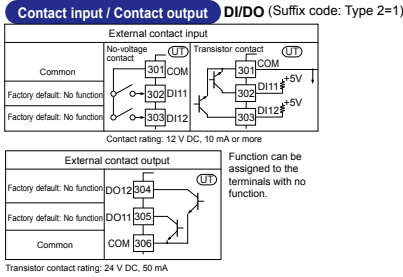 Contact input / Contact output DI/DO (Suffix code: Type 2=1)
External contact input
No-voltage contact UT Transistor contact UT
Common 301 COM 301 COM
+5V
Factory default: No function 302 DI11 DI11 302
+5V
Factory default: No function 303 DI12 DI12 303
Contact rating: 12 V DC, 10 mA or more
External contact output
UT
Factory default: No function DO12 304
Factory default: No function DO11 305
Common COM 306
Function can be
assigned to the
terminals with no
function.
Transistor contact rating: 24 V DC, 50 mA